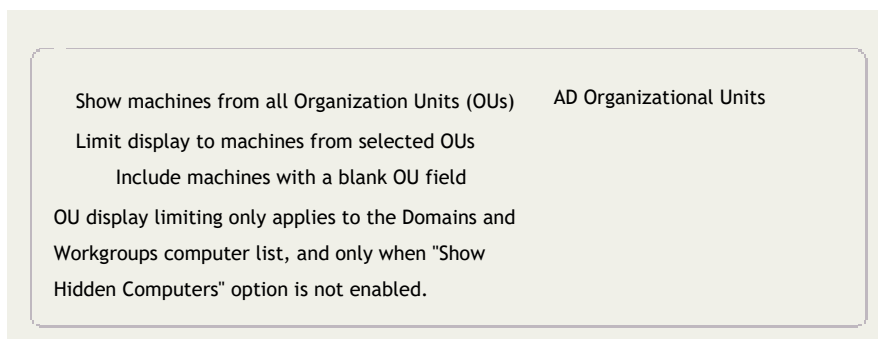 Show machines from all Organization Units (OUs)
AD Organizational Units
Limit display to machines from selected OUs
Include machines with a blank OU field
OU display limiting only applies to the Domains and
Workgroups computer list, and only when "Show
Hidden Computers" option is not enabled.